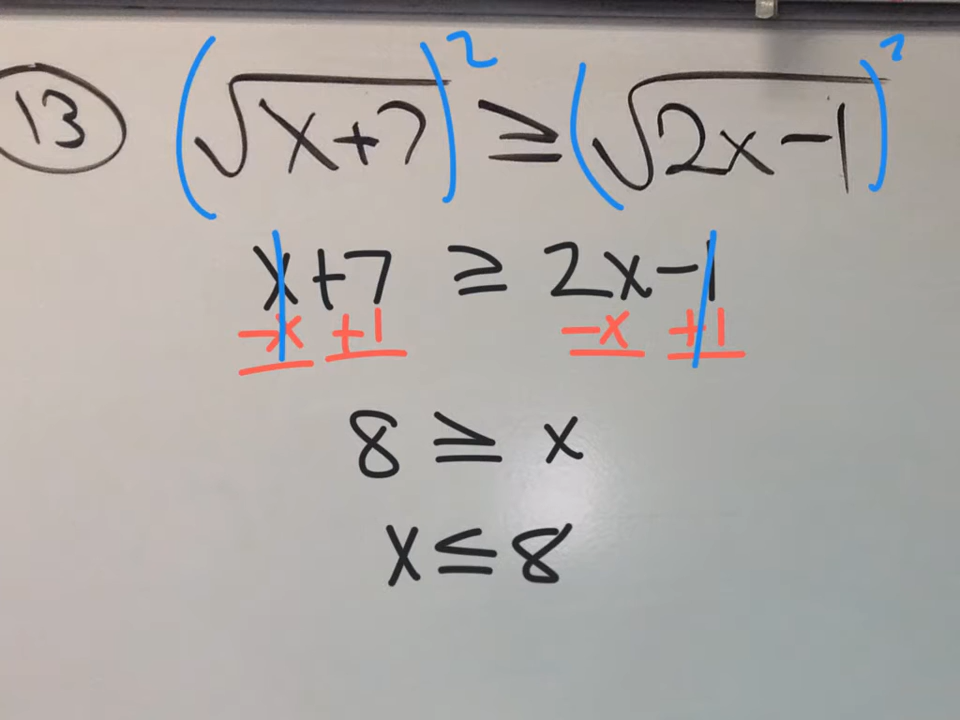 13 (√x+7)² ≥ (√2x-1)²
x+7 ≥ 2x-1
-x +1 -x +1
8 ≥ x
x ≤ 8